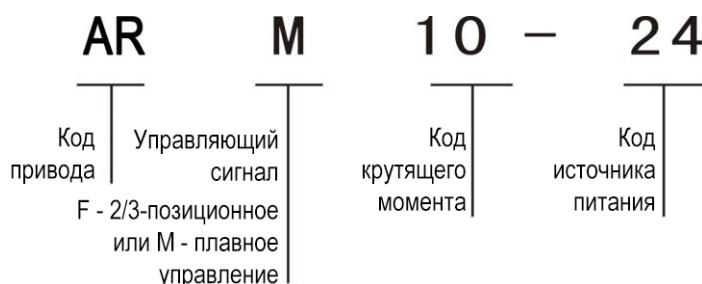 AR M 10 - 24
Код привода
Управляющий сигнал
F - 2/3-позиционное
или М - плавное
управление
Код
крутящего
момента
Код
источника
питания